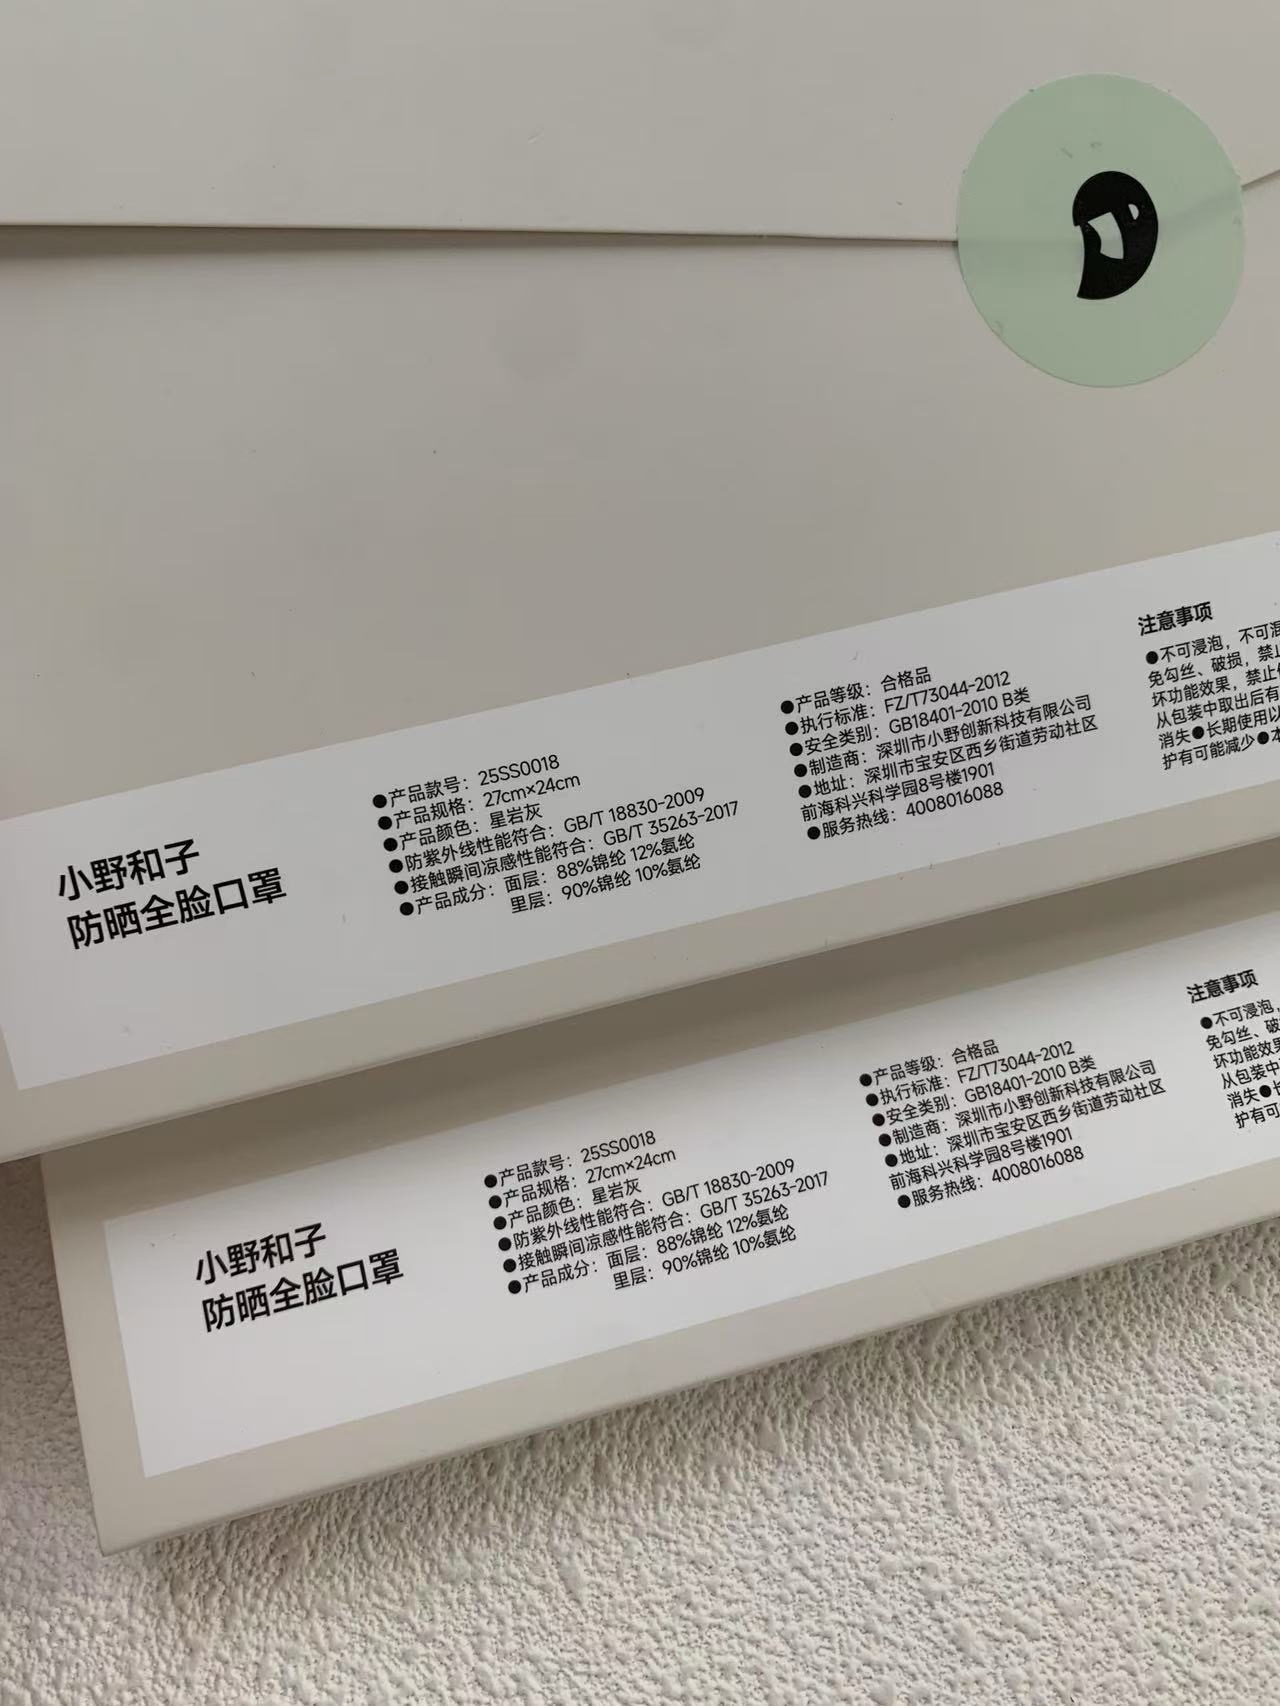 小野和子
防晒全脸口罩
●产品款号：25SS0018
●产品规格：27cm×24cm
●产品颜色：星岩灰
●防紫外线性能符合：GB/T 18830-2009
●接触瞬间凉感性能符合：GB/T 35263-2017
●产品成分：面层：88%锦纶 12%氨纶
里层：90%锦纶 10%氨纶
●产品等级：合格品
●执行标准：FZ/T73044-2012
●安全类别：GB18401-2010 B类
●制造商：深圳市小野创新科技有限公司
●地址：深圳市宝安区西乡街道劳动社区
前海科兴科学园8号楼1901
●服务热线：4008016088
注意事项
●不可浸泡，不可混
免勾丝、破损，禁止
坏功能效果，禁止
从包装中取出后有
消失●长期使用以
护有可能减少●本
小野和子
防晒全脸口罩
●产品款号：25SS0018
●产品规格：27cm×24cm
●产品颜色：星岩灰
●防紫外线性能符合：GB/T 18830-2009
●接触瞬间凉感性能符合：GB/T 35263-2017
●产品成分：面层：88%锦纶 12%氨纶
里层：90%锦纶 10%氨纶
●产品等级：合格品
●执行标准：FZ/T73044-2012
●安全类别：GB18401-2010 B类
●制造商：深圳市小野创新科技有限公司
●地址：深圳市宝安区西乡街道劳动社区
前海科兴科学园8号楼1901
●服务热线：4008016088
注意事项
●不可浸泡，
免勾丝、破
坏功能效果
从包装中
消失●长
护有可